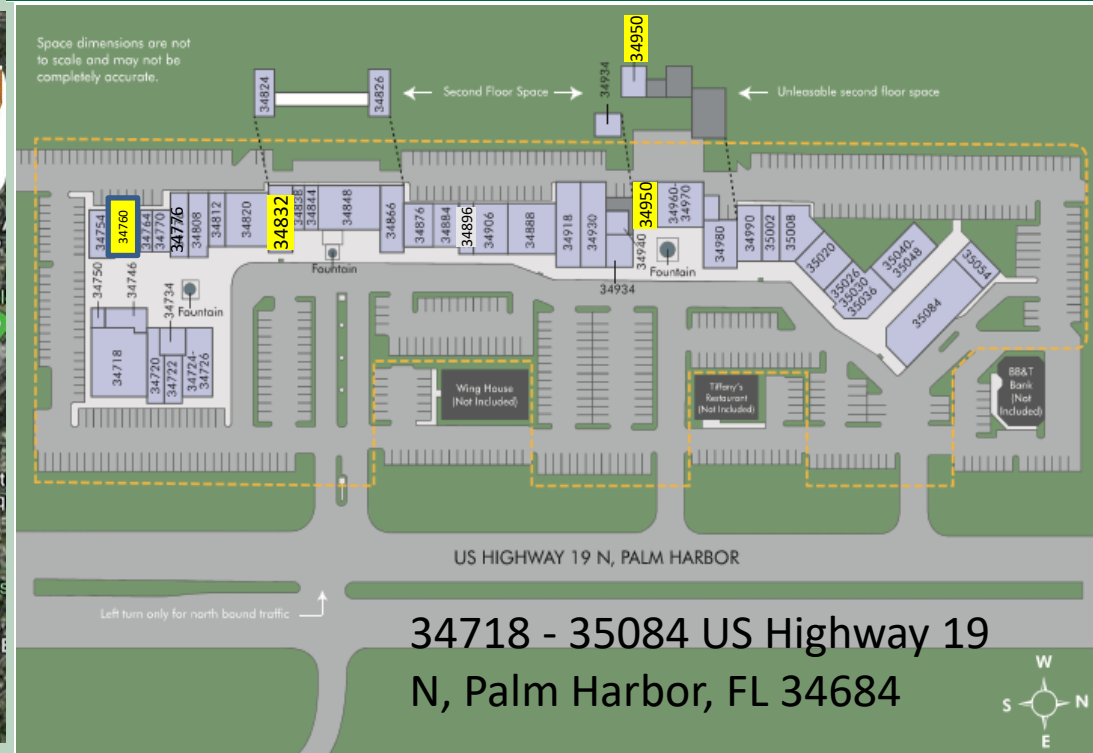 Space dimensions are not
to scale and may not be
completely accurate.
34824
34826
Second Floor Space
34934
34950
Unleasable second floor space
34754
34760
34764
34770
34776
34808
34812
34820
34832
34838
34844
34848
34866
34876
34884
34896
34906
34888
34918
34930
34940
34950
34960-
34970
34980
34990
35002
35008
35020
35026
35030
35036
35040-
35048
35054
35084
Fountain
Fountain
34934
34750
34746
34734
Fountain
34718
34720
34722
34724-
34726
Wing House
(Not Included)
Tiffany's
Restaurant
(Not Included)
BB&T
Bank
(Not
Included)
US HIGHWAY 19 N, PALM HARBOR
Left turn only for north bound traffic
34718 - 35084 US Highway 19
N, Palm Harbor, FL 34684
W
S
N
E